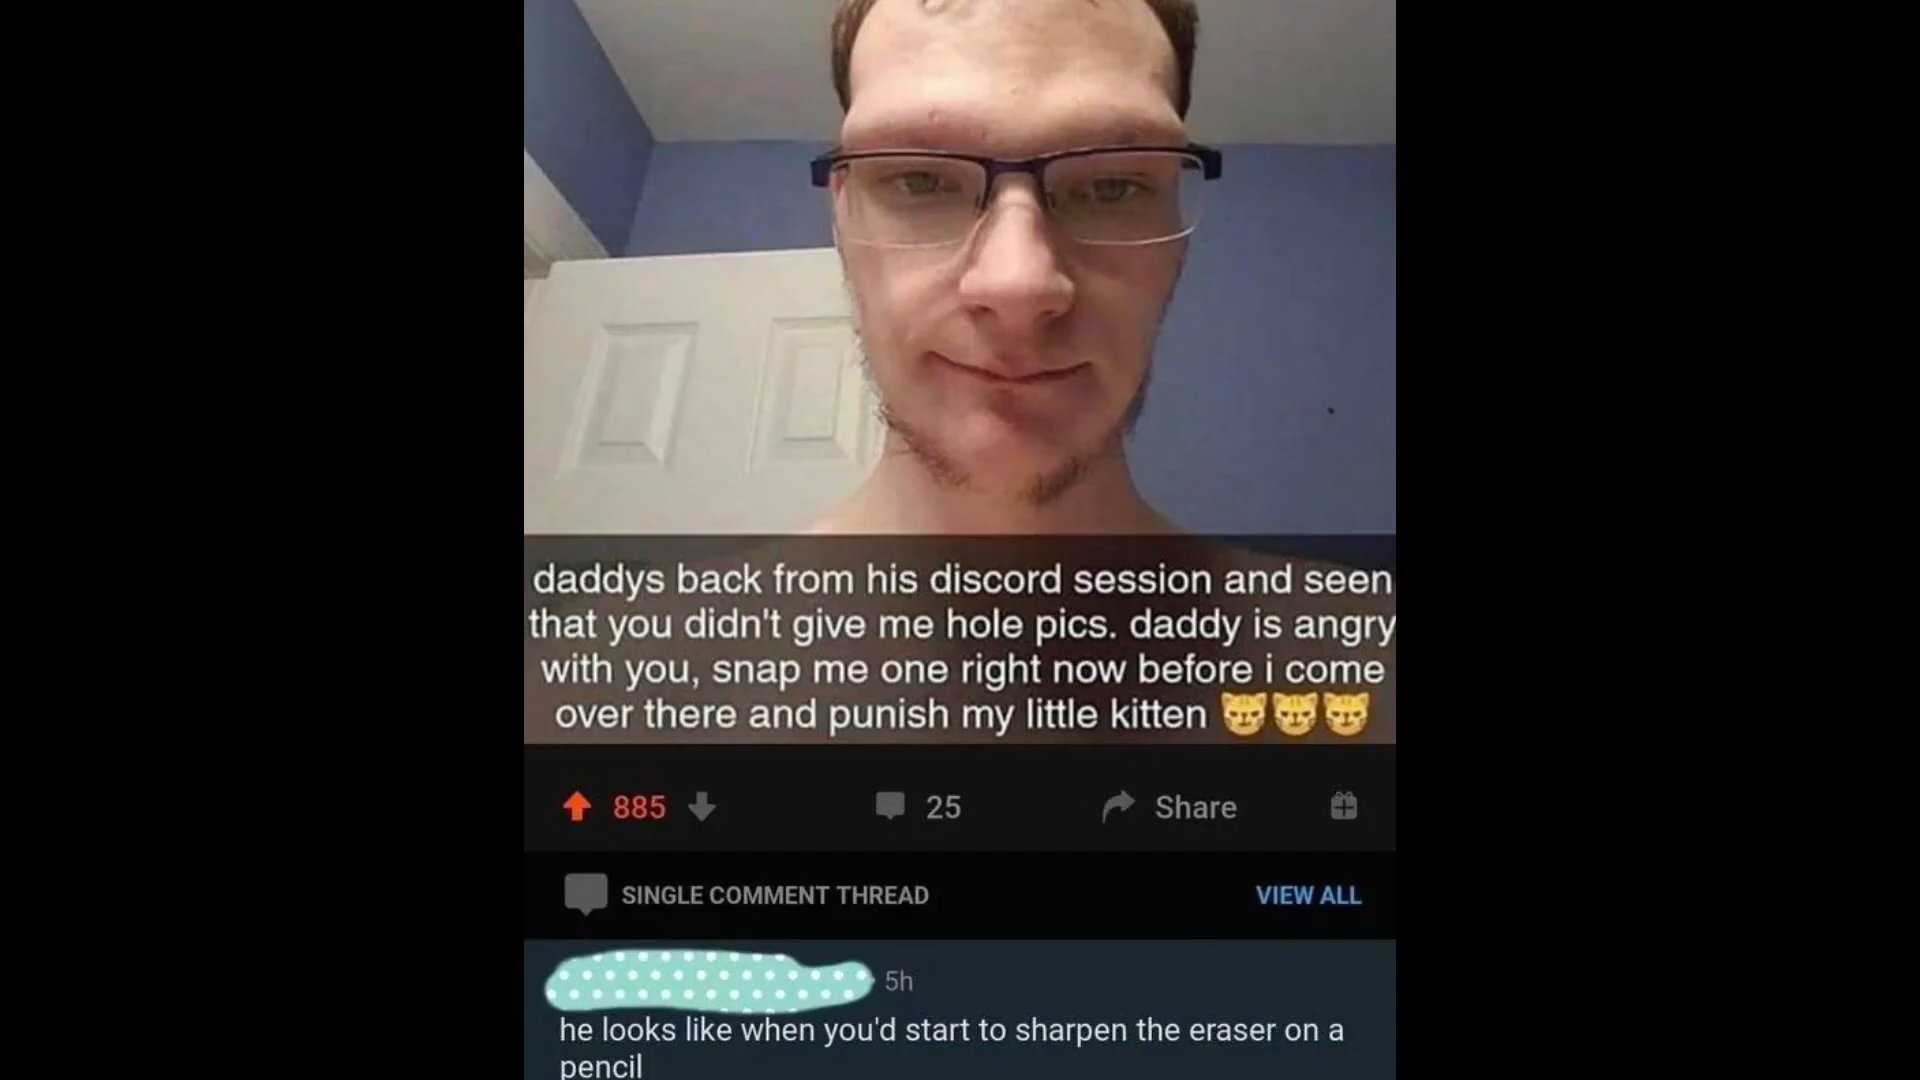 daddys back from his discord session and seen
that you didn't give me hole pics. daddy is angry
with you, snap me one right now before i come
over there and punish my little kitten 😼😼😼
885
25
Share
SINGLE COMMENT THREAD
VIEW ALL
5h
he looks like when you'd start to sharpen the eraser on a
pencil